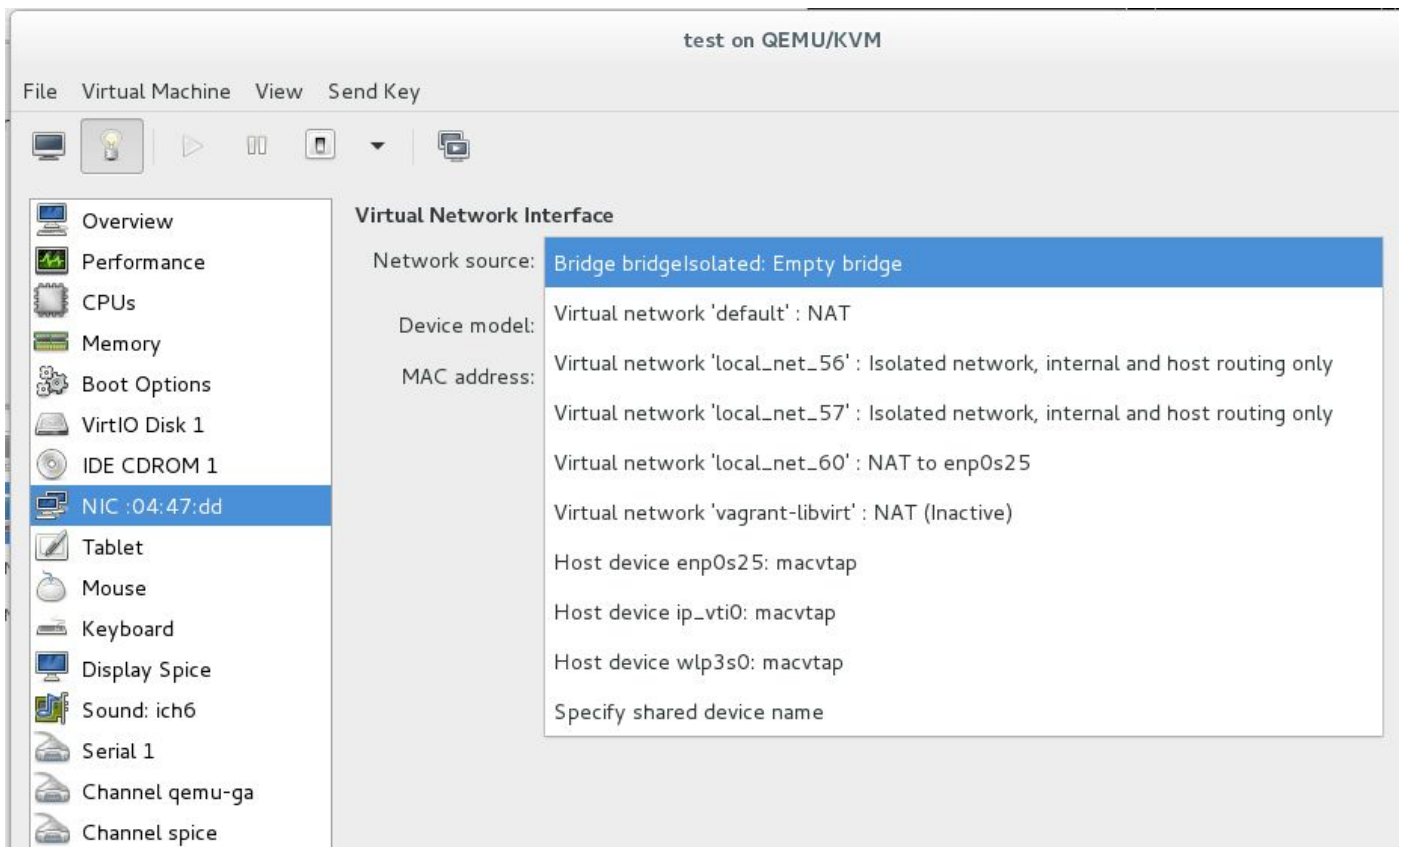 test on QEMU/KVM
File Virtual Machine View Send Key
Overview
Performance
CPUs
Memory
Boot Options
VirtIO Disk 1
IDE CDROM 1
NIC :04:47:dd
Tablet
Mouse
Keyboard
Display Spice
Sound: ich6
Serial 1
Channel qemu-ga
Channel spice
Virtual Network Interface
Network source:
Device model:
MAC address:
Bridge bridgeIsolated: Empty bridge
Virtual network 'default' : NAT
Virtual network 'local_net_56' : Isolated network, internal and host routing only
Virtual network 'local_net_57' : Isolated network, internal and host routing only
Virtual network 'local_net_60' : NAT to enp0s25
Virtual network 'vagrant-libvirt' : NAT (Inactive)
Host device enp0s25: macvtap
Host device ip_vti0: macvtap
Host device wlp3s0: macvtap
Specify shared device name